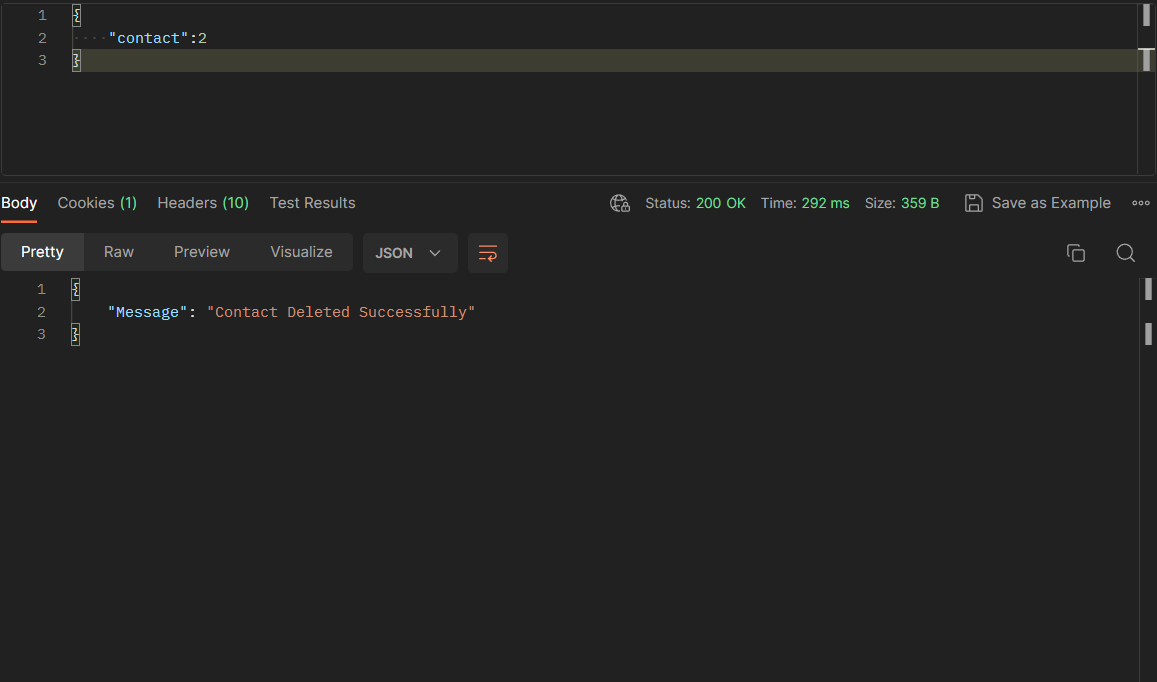 1 {
2 ····"contact":2
3 }
Body Cookies (1) Headers (10) Test Results Status: 200 OK Time: 292 ms Size: 359 B Save as Example
Pretty Raw Preview Visualize JSON
1 {
2 "Message": "Contact Deleted Successfully"
3 }